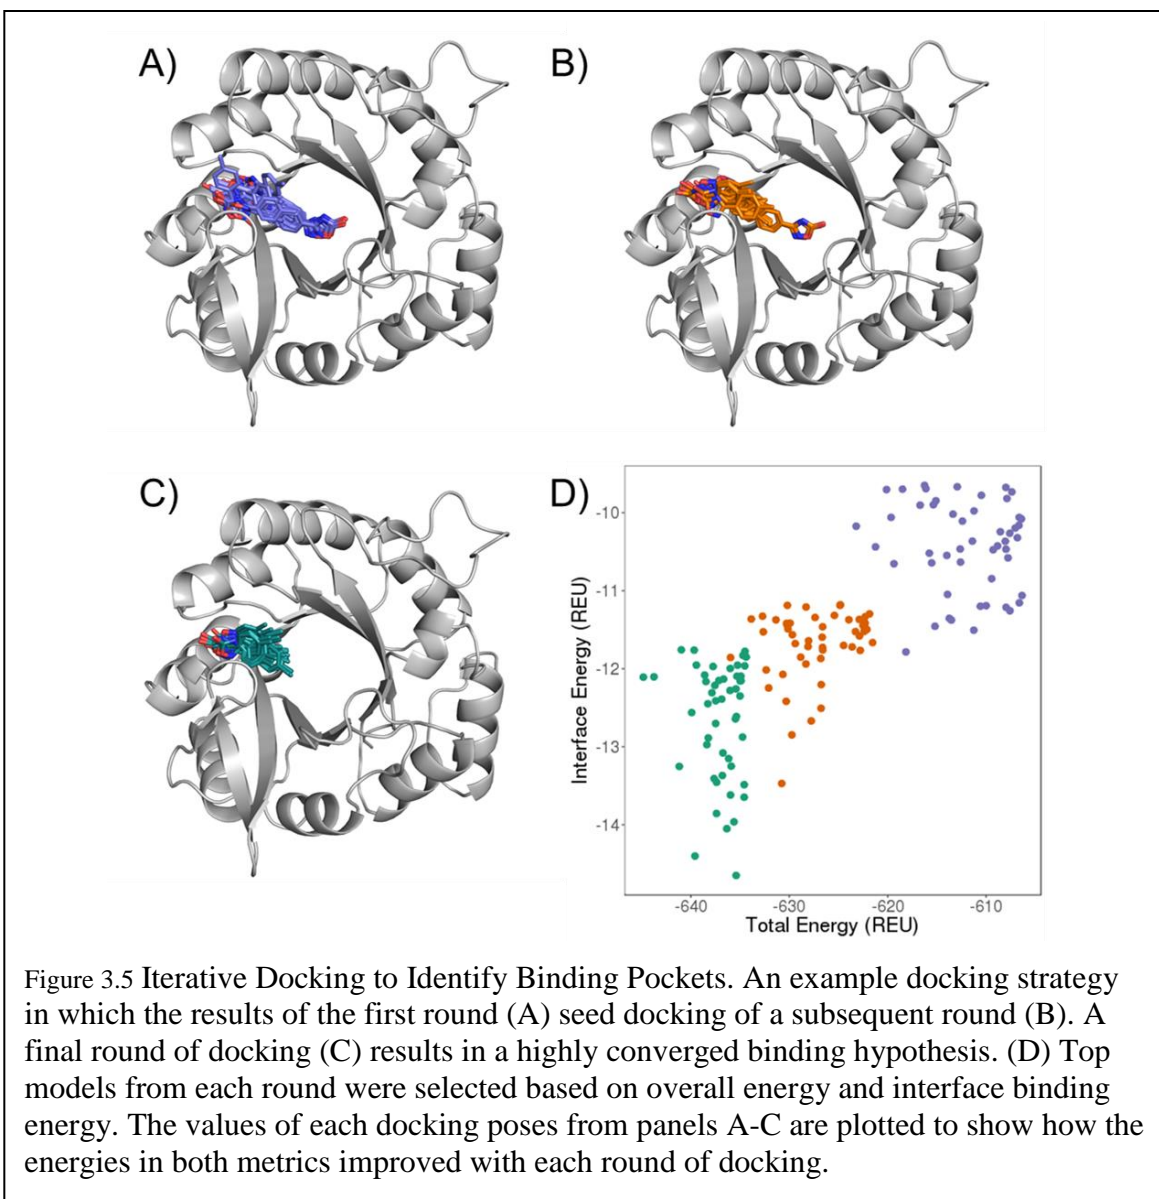 A)
B)
C)
D)
-10
-11
-12
-13
-14
Interface Energy (REU)
-640
-630
-620
-610
Total Energy (REU)
Figure 3.5 Iterative Docking to Identify Binding Pockets. An example docking strategy
in which the results of the first round (A) seed docking of a subsequent round (B). A
final round of docking (C) results in a highly converged binding hypothesis. (D) Top
models from each round were selected based on overall energy and interface binding
energy. The values of each docking poses from panels A-C are plotted to show how the
energies in both metrics improved with each round of docking.